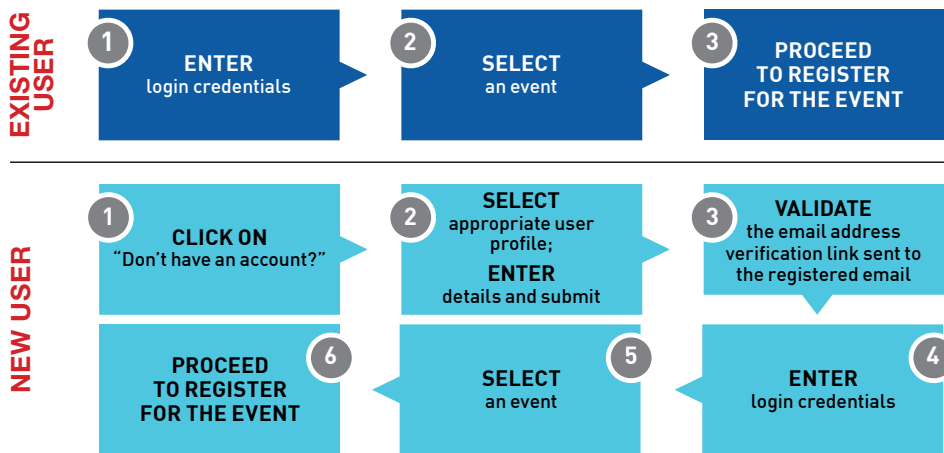 EXISTING
USER
1
ENTER
login credentials
2
SELECT
an event
3
PROCEED
TO REGISTER
FOR THE EVENT
NEW USER
1
CLICK ON
“Don’t have an account?”
2
SELECT
appropriate user
profile;
ENTER
details and submit
3
VALIDATE
the email address
verification link sent to
the registered email
4
ENTER
login credentials
5
SELECT
an event
6
PROCEED
TO REGISTER
FOR THE EVENT